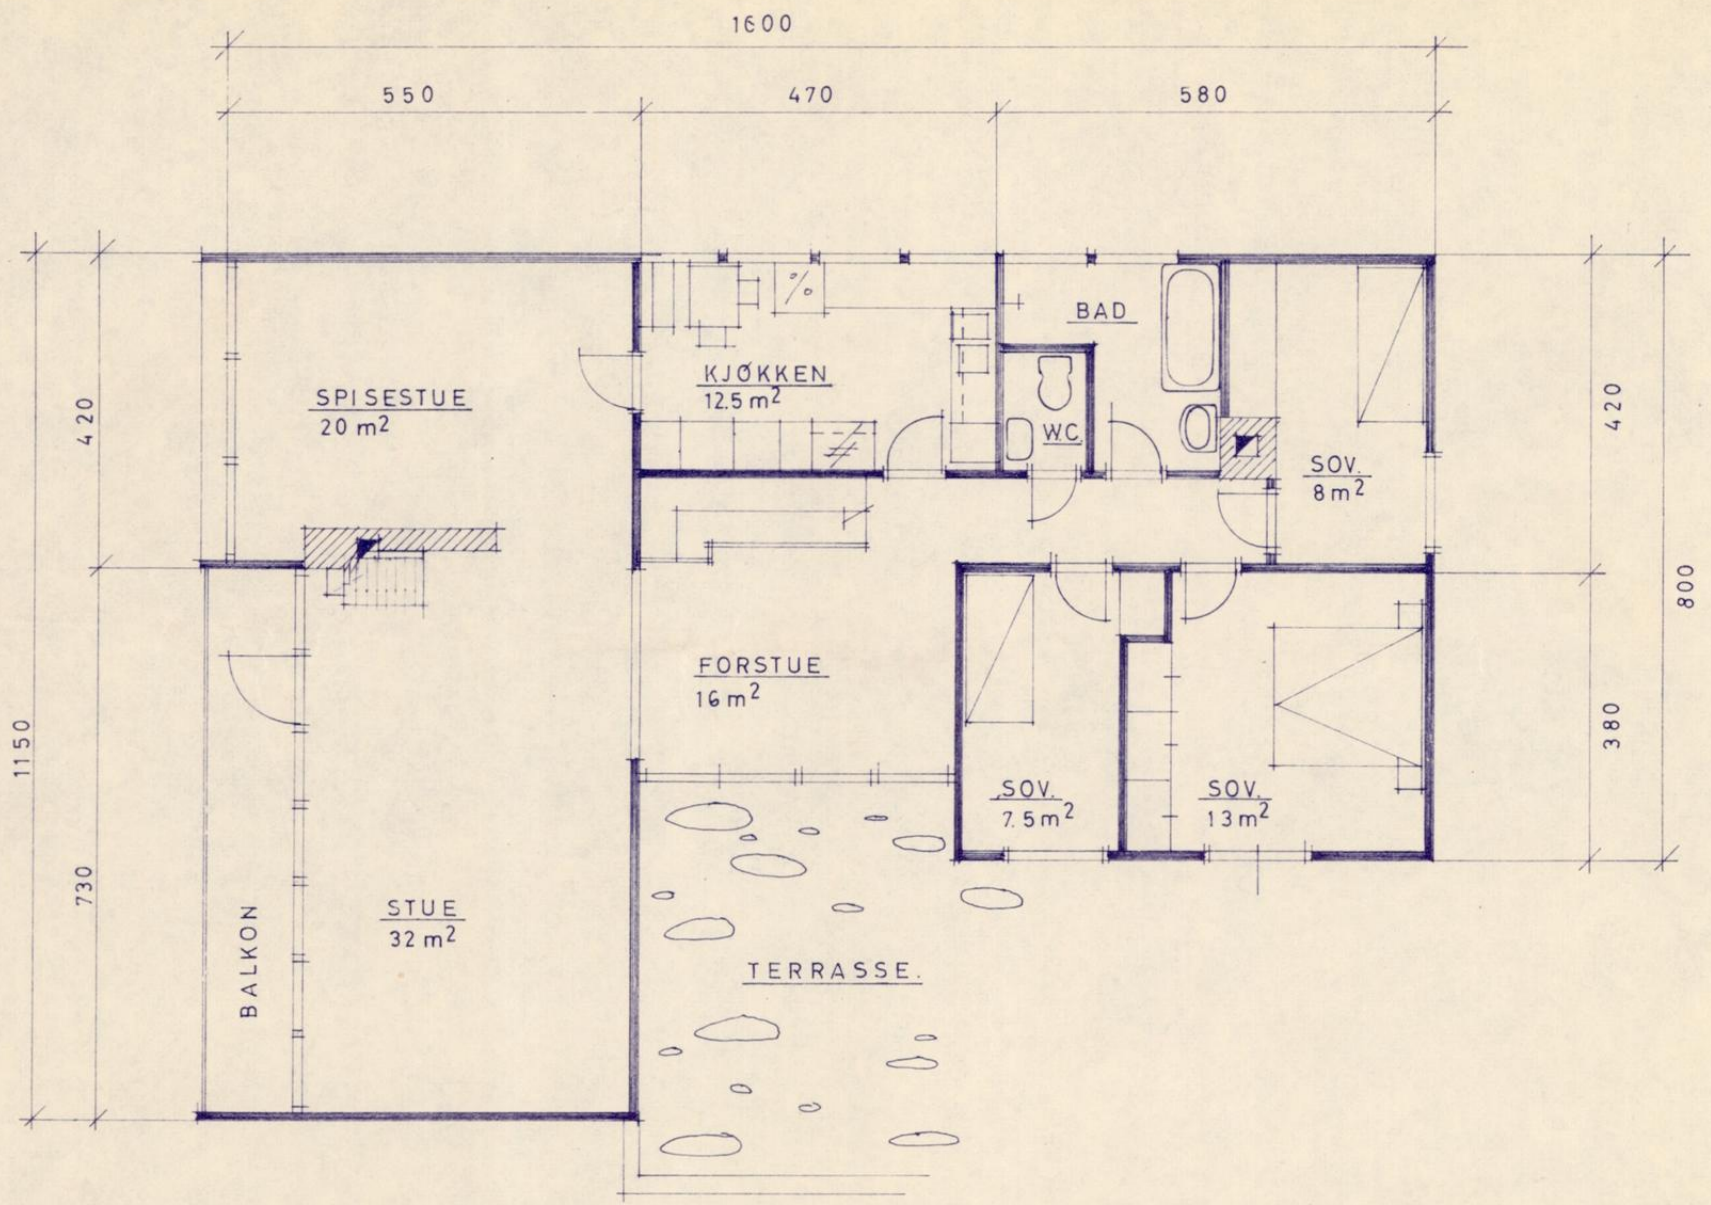 1600
550
470
580
SPISESTUE
20 m²
KJØKKEN
12.5 m²
BAD
W.C.
SOV.
8 m²
420
420
800
1150
FORSTUE
16 m²
SOV.
7.5 m²
SOV.
13 m²
380
730
BALKON
STUE
32 m²
TERRASSE.